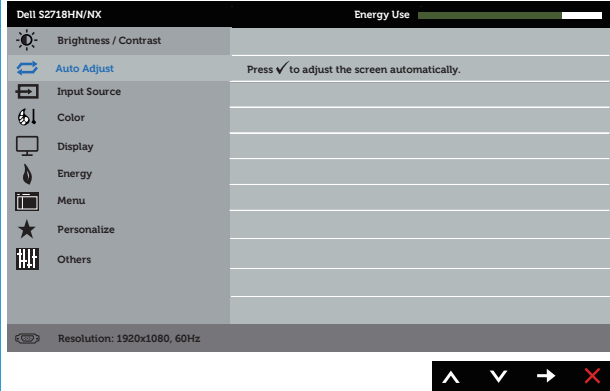 Dell S2718HN/NX Energy Use
Brightness / Contrast
Auto Adjust Press ✓ to adjust the screen automatically.
Input Source
Color
Display
Energy
Menu
Personalize
Others
Resolution: 1920x1080, 60Hz